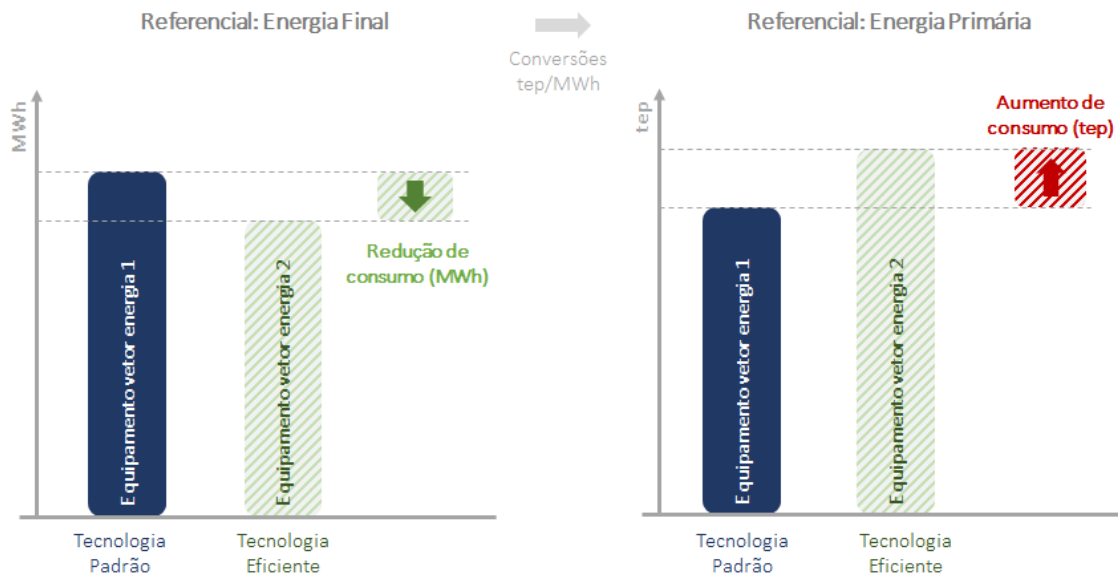 Referencial: Energia Final
Conversões
tep/MWh
Referencial: Energia Primária
MWh
Equipamento vetor energia 1
Equipamento vetor energia 2
Redução de
consumo (MWh)
Tecnologia
Padrão
Tecnologia
Eficiente
tep
Equipamento vetor energia 1
Equipamento vetor energia 2
Aumento de
consumo (tep)
Tecnologia
Padrão
Tecnologia
Eficiente